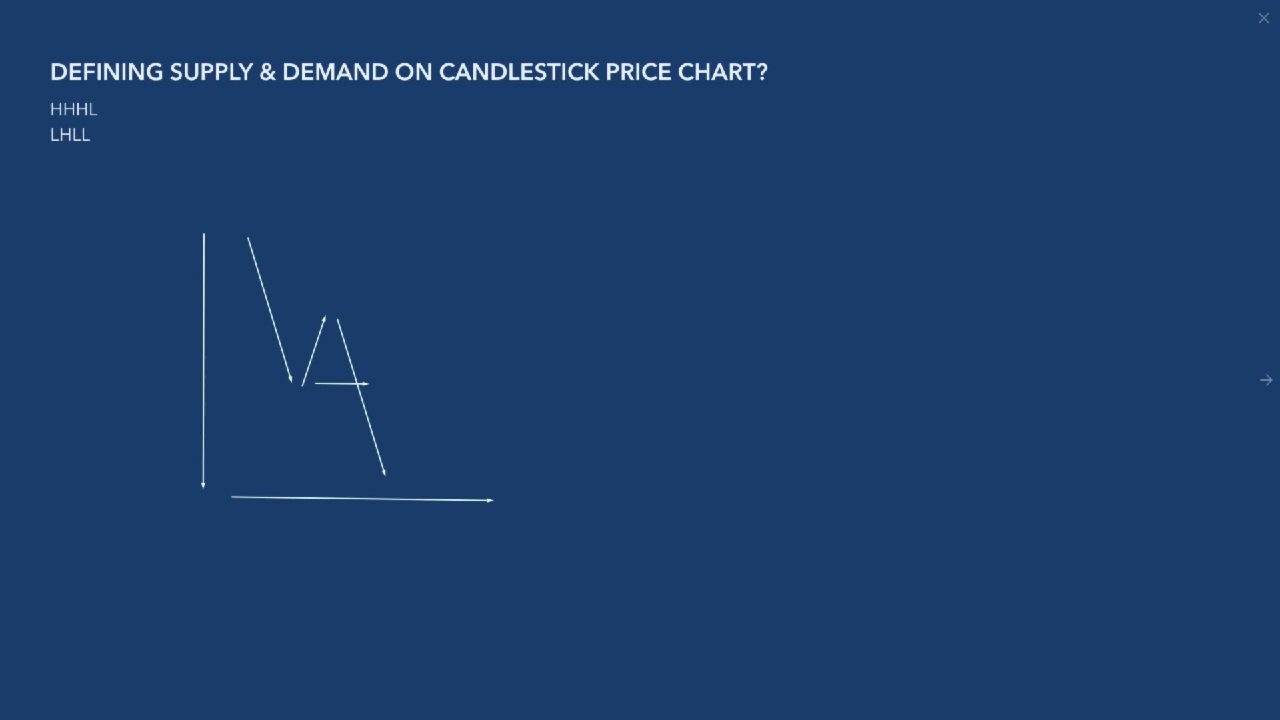 DEFINING SUPPLY & DEMAND ON CANDLESTICK PRICE CHART?
HHHL
LHLL